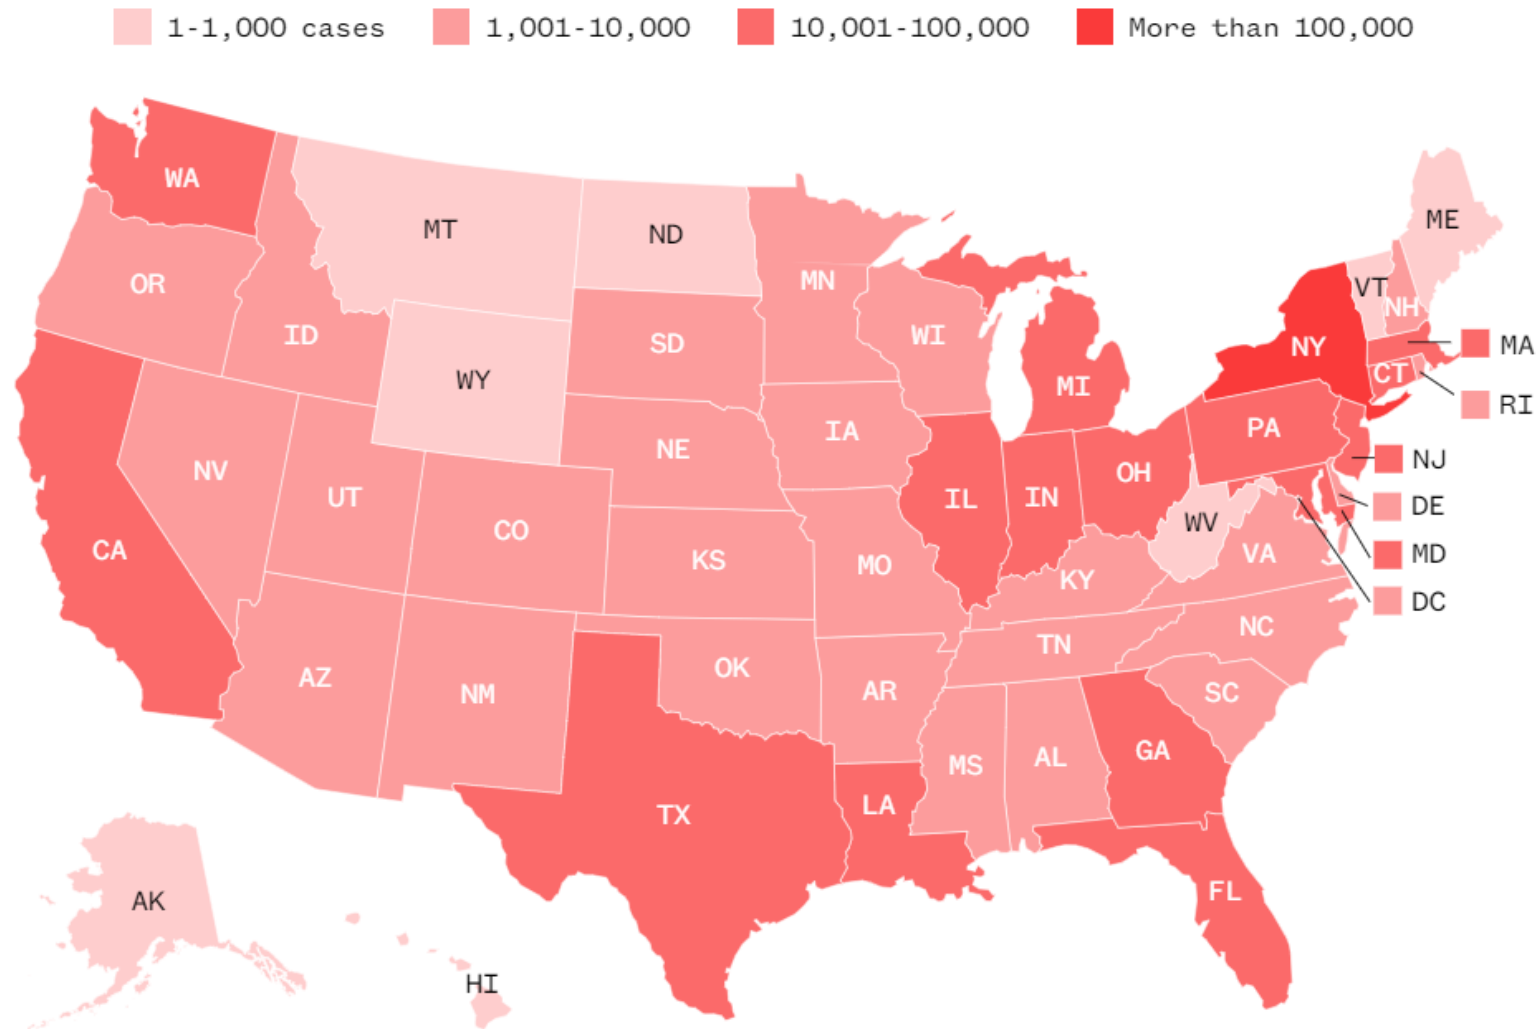 1-1,000 cases 1,001-10,000 10,001-100,000 More than 100,000
WA
MT
ND
ME
OR
MN
VT
NH
ID
SD
WI
NY
MA
WY
MI
CT
RI
IA
PA
NE
NJ
NV
UT
OH
IL
IN
DE
WV
CO
CA
KS
MO
VA
MD
KY
DC
NC
TN
AZ
NM
OK
AR
SC
MS
AL
GA
TX
LA
FL
AK
HI